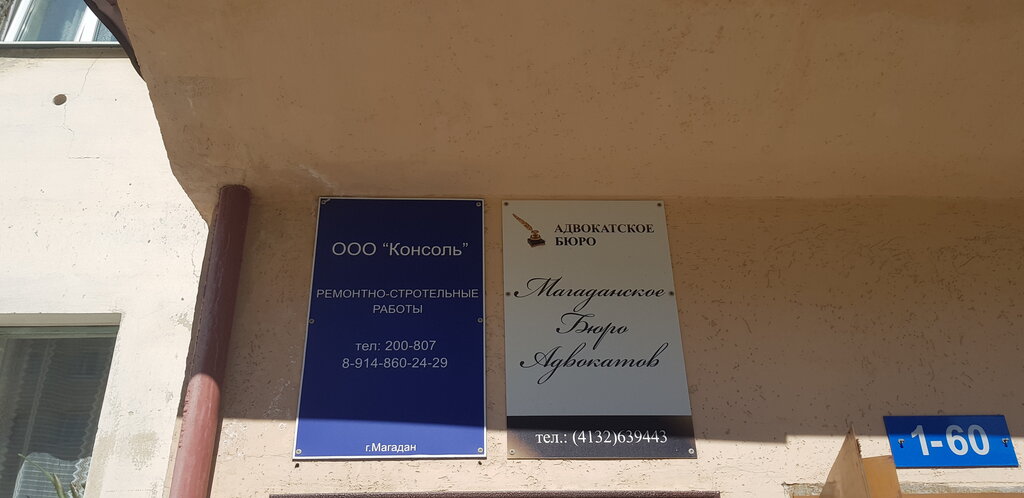 ООО “Консоль”
РЕМОНТНО-СТРОТЕЛЬНЫЕ
РАБОТЫ
тел: 200-807
8-914-860-24-29
г.Магадан
АДВОКАТСКОЕ
БЮРО
Магаданское
Бюро
Адвокатов
тел.: (4132)639443
1-60